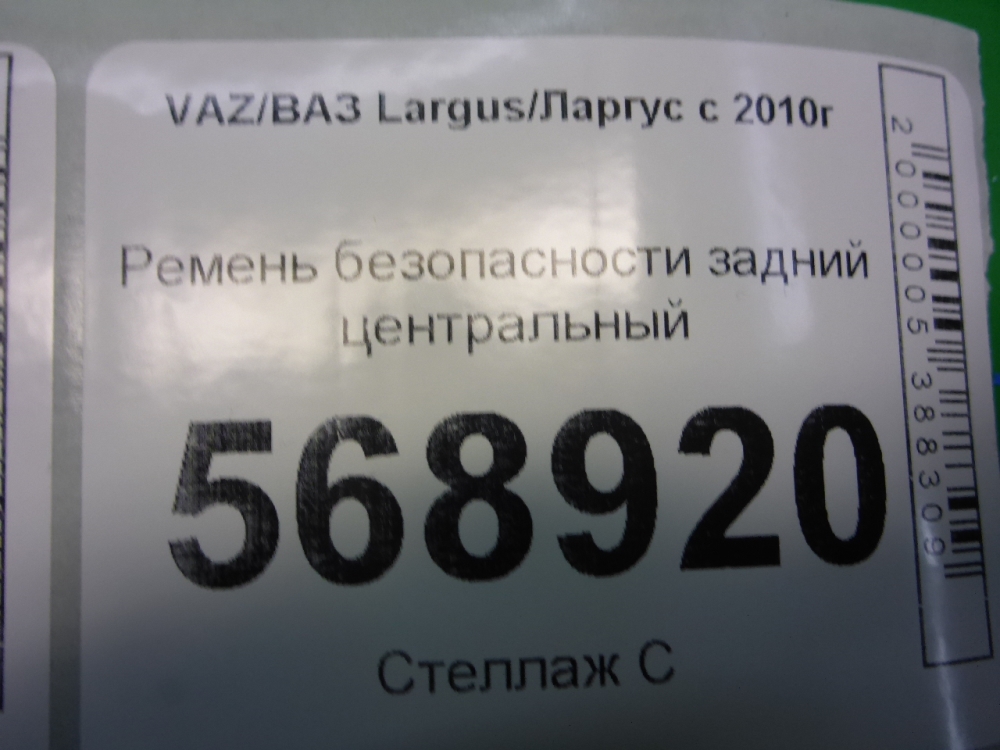 VAZ/ВАЗ Largus/Ларгус с 2010г
Ремень безопасности задний
центральный
568920
Стеллаж С
2000005388309